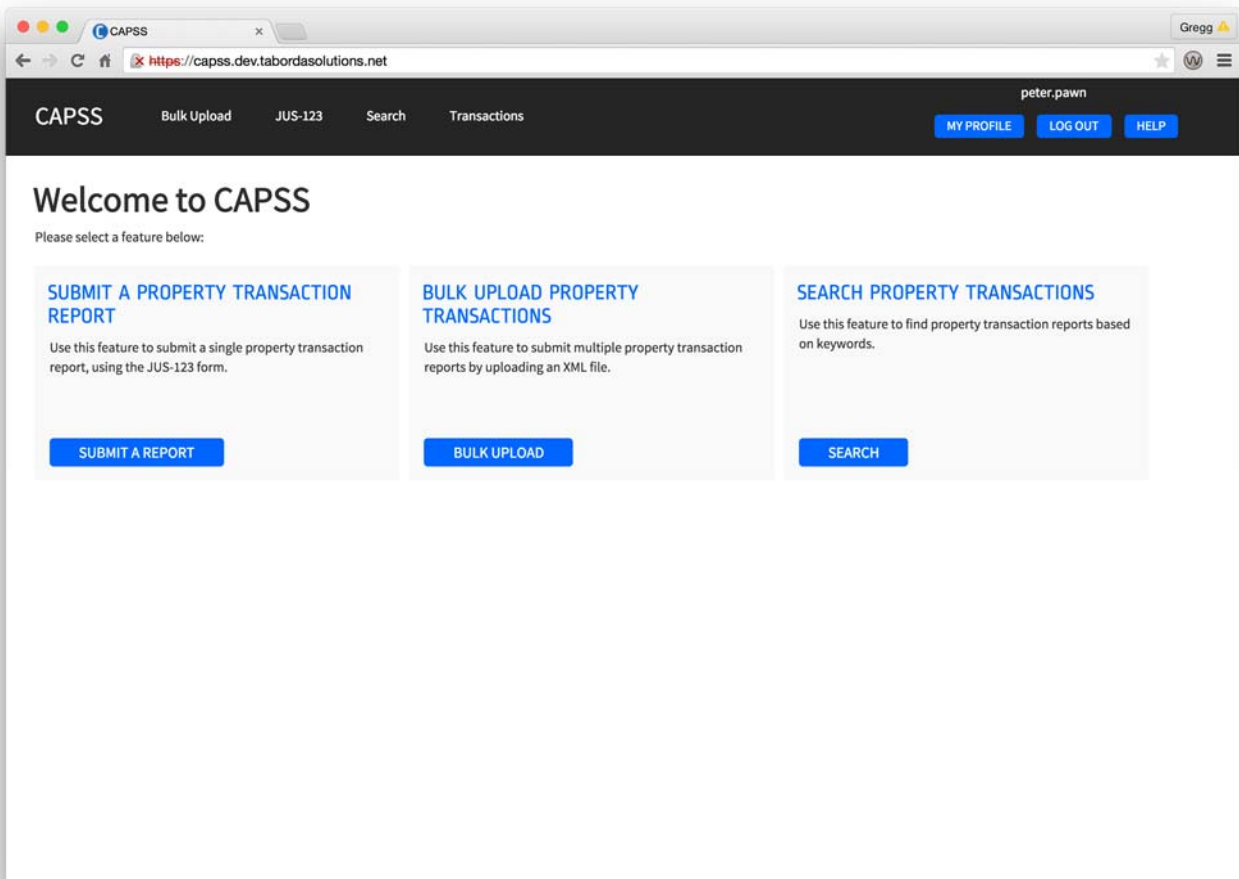 CAPSS
Gregg
https://capss.dev.tabordasolutions.net
peter.pawn
CAPSS Bulk Upload JUS-123 Search Transactions
MY PROFILE LOG OUT HELP
Welcome to CAPSS
Please select a feature below:
SUBMIT A PROPERTY TRANSACTION
REPORT
Use this feature to submit a single property transaction
report, using the JUS-123 form.
SUBMIT A REPORT
BULK UPLOAD PROPERTY
TRANSACTIONS
Use this feature to submit multiple property transaction
reports by uploading an XML file.
BULK UPLOAD
SEARCH PROPERTY TRANSACTIONS
Use this feature to find property transaction reports based
on keywords.
SEARCH